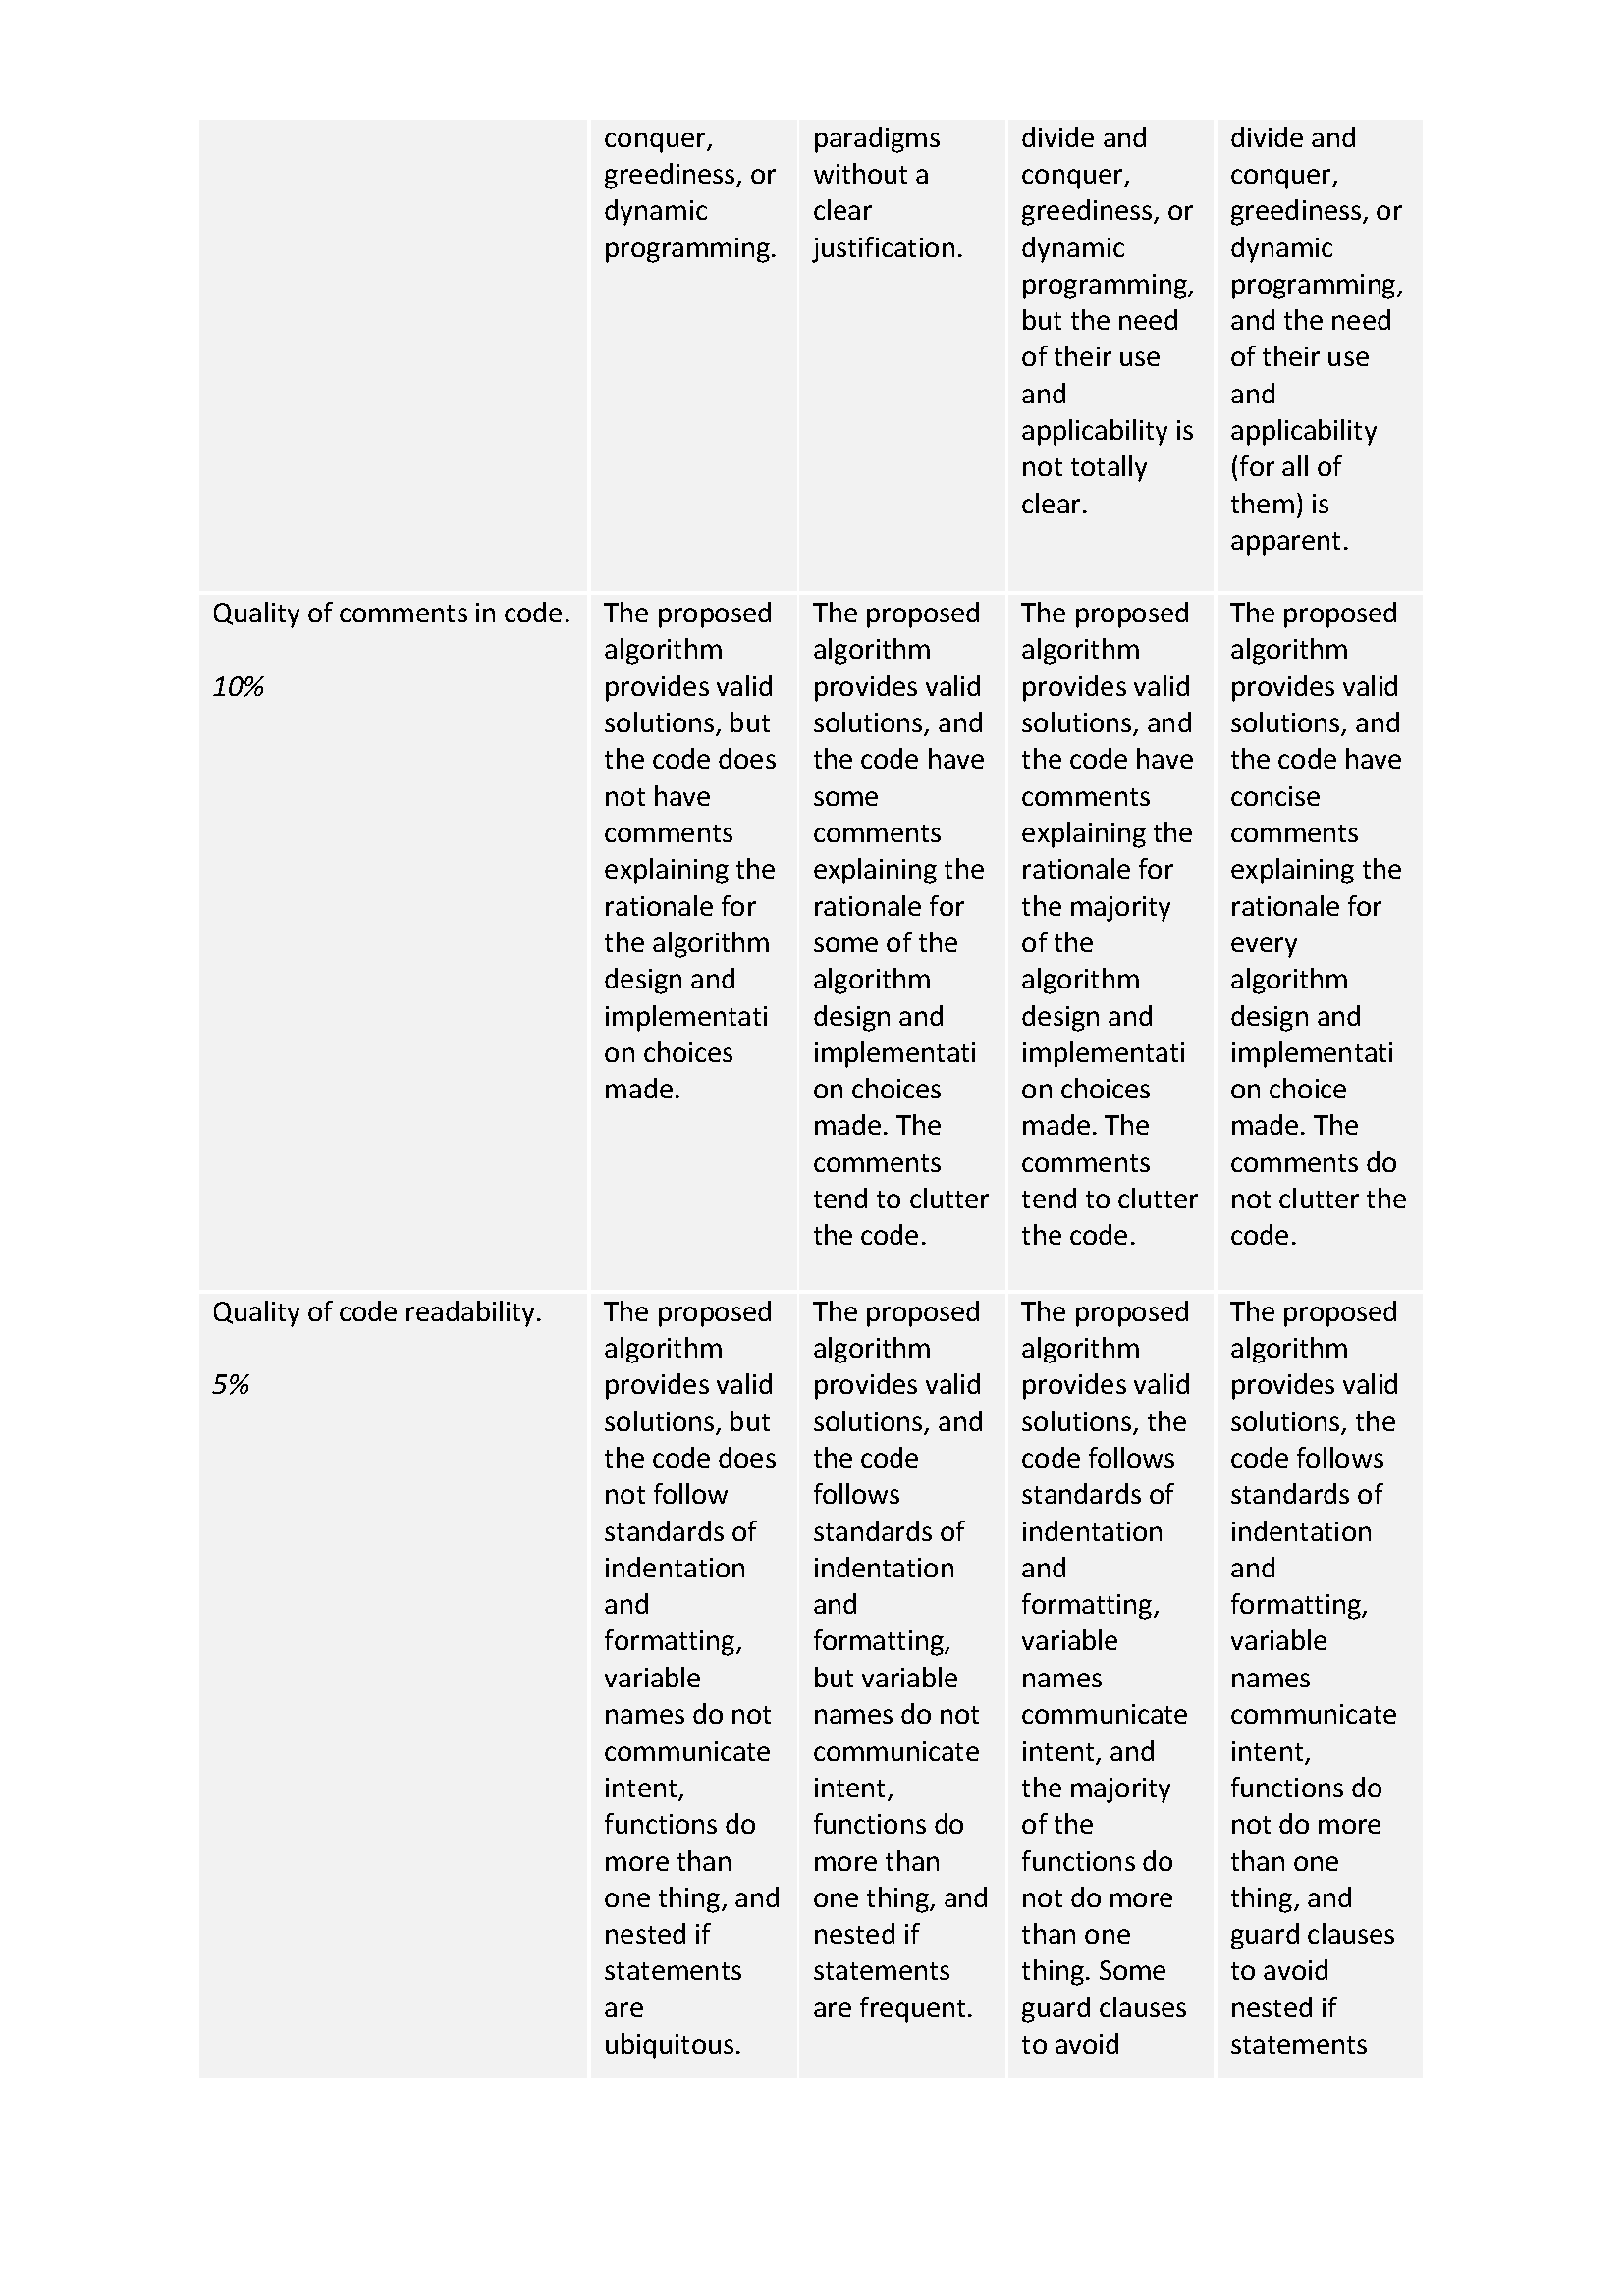 conquer,
greediness, or
dynamic
programming.
paradigms
without a
clear
justification.
divide and
conquer,
greediness, or
dynamic
programming,
but the need
of their use
and
applicability is
not totally
clear.
divide and
conquer,
greediness, or
dynamic
programming,
and the need
of their use
and
applicability
(for all of
them) is
apparent.
Quality of comments in code.
10%
The proposed
algorithm
provides valid
solutions, but
the code does
not have
comments
explaining the
rationale for
the algorithm
design and
implementati
on choices
made.
The proposed
algorithm
provides valid
solutions, and
the code have
some
comments
explaining the
rationale for
some of the
algorithm
design and
implementati
on choices
made. The
comments
tend to clutter
the code.
The proposed
algorithm
provides valid
solutions, and
the code have
comments
explaining the
rationale for
the majority
of the
algorithm
design and
implementati
on choices
made. The
comments
tend to clutter
the code.
The proposed
algorithm
provides valid
solutions, and
the code have
concise
comments
explaining the
rationale for
every
algorithm
design and
implementati
on choice
made. The
comments do
not clutter the
code.
Quality of code readability.
5%
The proposed
algorithm
provides valid
solutions, but
the code does
not follow
standards of
indentation
and
formatting,
variable
names do not
communicate
intent,
functions do
more than
one thing, and
nested if
statements
are
ubiquitous.
The proposed
algorithm
provides valid
solutions, and
the code
follows
standards of
indentation
and
formatting,
but variable
names do not
communicate
intent,
functions do
more than
one thing, and
nested if
statements
are frequent.
The proposed
algorithm
provides valid
solutions, the
code follows
standards of
indentation
and
formatting,
variable
names
communicate
intent, and
the majority
of the
functions do
not do more
than one
thing. Some
guard clauses
to avoid
The proposed
algorithm
provides valid
solutions, the
code follows
standards of
indentation
and
formatting,
variable
names
communicate
intent,
functions do
not do more
than one
thing, and
guard clauses
to avoid
nested if
statements